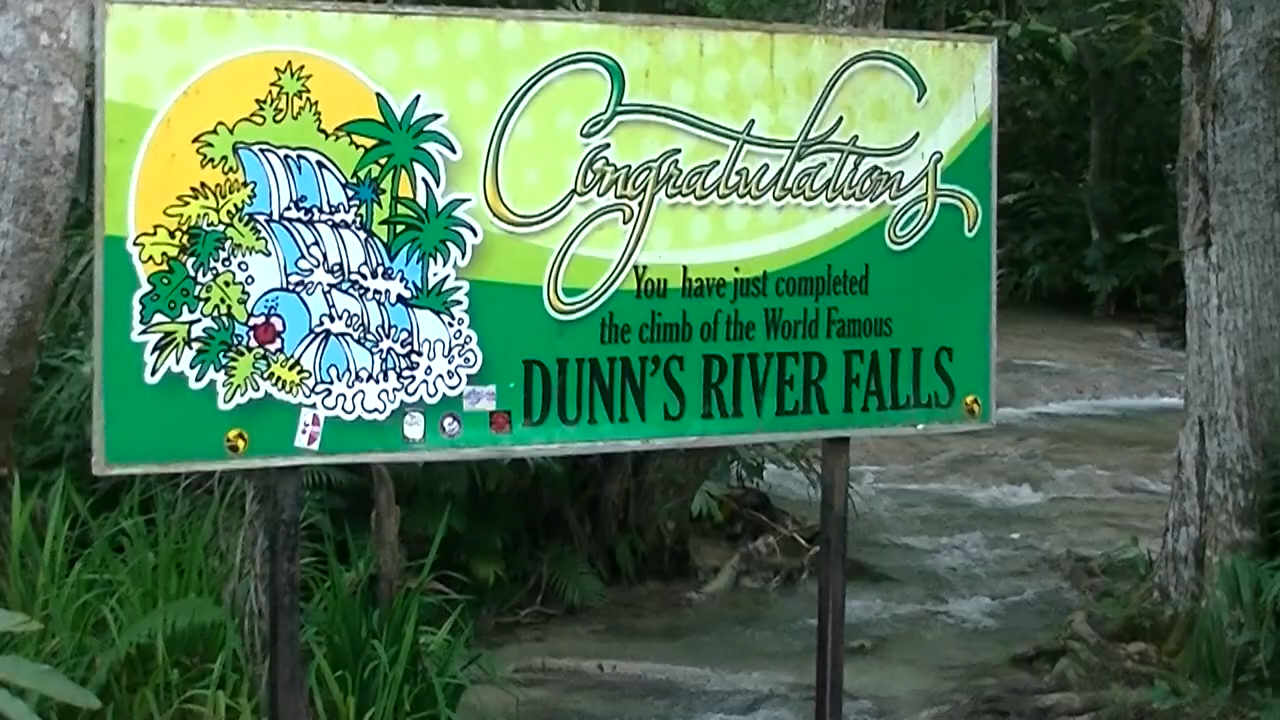 Congratulations
You have just completed
the climb of the World Famous
DUNN'S RIVER FALLS